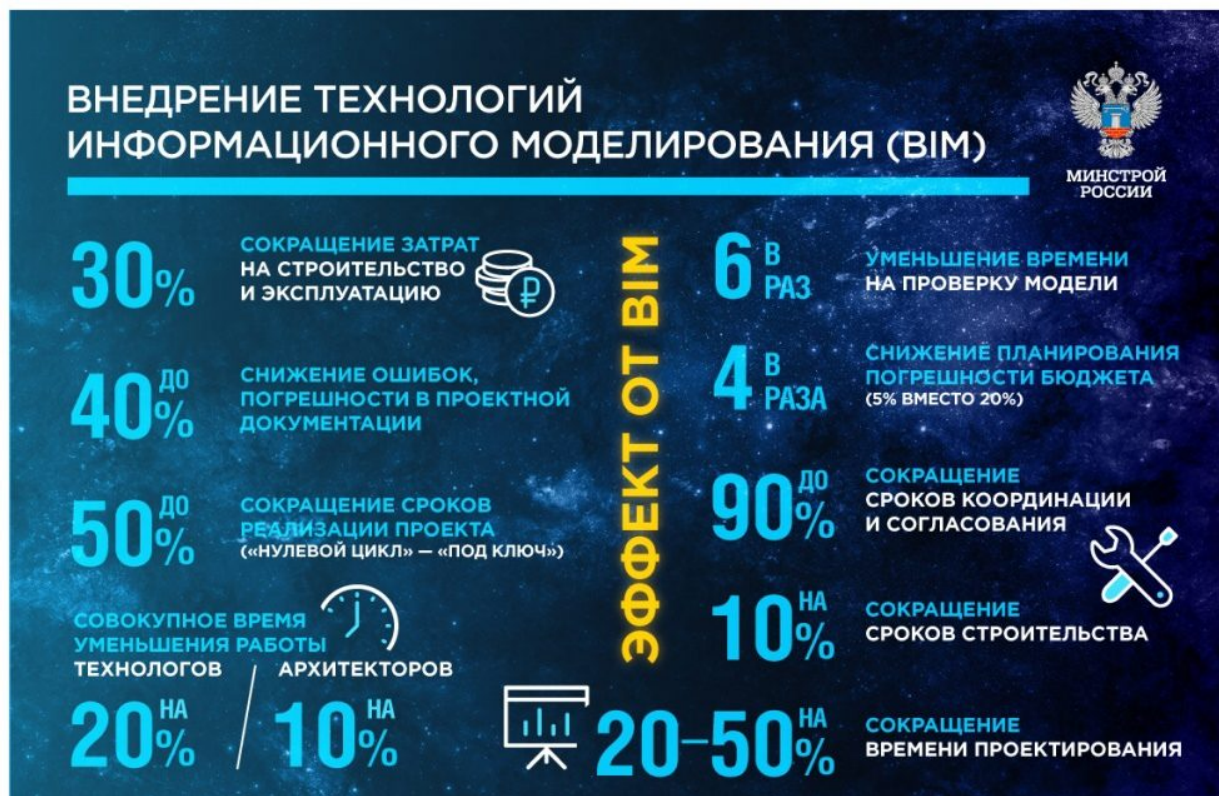 ВНЕДРЕНИЕ ТЕХНОЛОГИЙ
ИНФОРМАЦИОННОГО МОДЕЛИРОВАНИЯ (BIM)
МИНСТРОЙ
РОССИИ
30%
СОКРАЩЕНИЕ ЗАТРАТ
НА СТРОИТЕЛЬСТВО
И ЭКСПЛУАТАЦИЮ
ДО 40%
СНИЖЕНИЕ ОШИБОК,
ПОГРЕШНОСТИ В ПРОЕКТНОЙ
ДОКУМЕНТАЦИИ
ДО 50%
СОКРАЩЕНИЕ СРОКОВ
РЕАЛИЗАЦИИ ПРОЕКТА
(«НУЛЕВОЙ ЦИКЛ» — «ПОД КЛЮЧ»)
СОВОКУПНОЕ ВРЕМЯ
УМЕНЬШЕНИЯ РАБОТЫ
ТЕХНОЛОГОВ / АРХИТЕКТОРОВ
НА 20% / НА 10%
ЭФФЕКТ ОТ BIM
В 6 РАЗ
УМЕНЬШЕНИЕ ВРЕМЕНИ
НА ПРОВЕРКУ МОДЕЛИ
В 4 РАЗА
СНИЖЕНИЕ ПЛАНИРОВАНИЯ
ПОГРЕШНОСТИ БЮДЖЕТА
(5% ВМЕСТО 20%)
ДО 90%
СОКРАЩЕНИЕ
СРОКОВ КООРДИНАЦИИ
И СОГЛАСОВАНИЯ
НА 10%
СОКРАЩЕНИЕ
СРОКОВ СТРОИТЕЛЬСТВА
НА 20–50%
СОКРАЩЕНИЕ
ВРЕМЕНИ ПРОЕКТИРОВАНИЯ